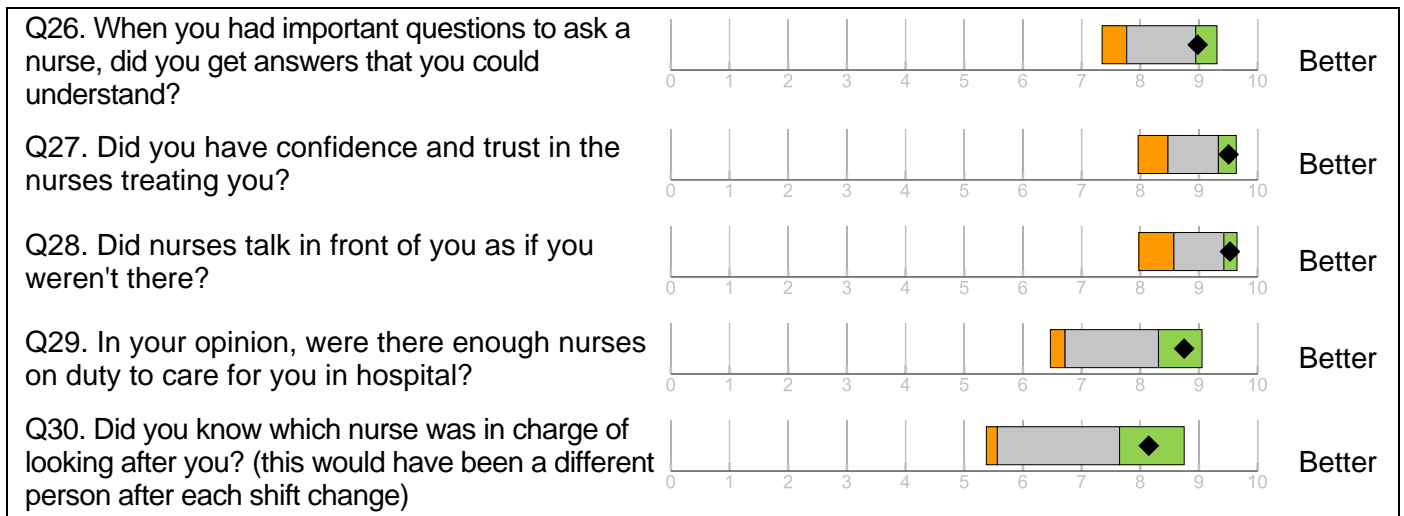 Q26. When you had important questions to ask a
nurse, did you get answers that you could
understand?
0 1 2 3 4 5 6 7 8 9 10
Better
Q27. Did you have confidence and trust in the
nurses treating you?
0 1 2 3 4 5 6 7 8 9 10
Better
Q28. Did nurses talk in front of you as if you
weren't there?
0 1 2 3 4 5 6 7 8 9 10
Better
Q29. In your opinion, were there enough nurses
on duty to care for you in hospital?
0 1 2 3 4 5 6 7 8 9 10
Better
Q30. Did you know which nurse was in charge of
looking after you? (this would have been a different
person after each shift change)
0 1 2 3 4 5 6 7 8 9 10
Better